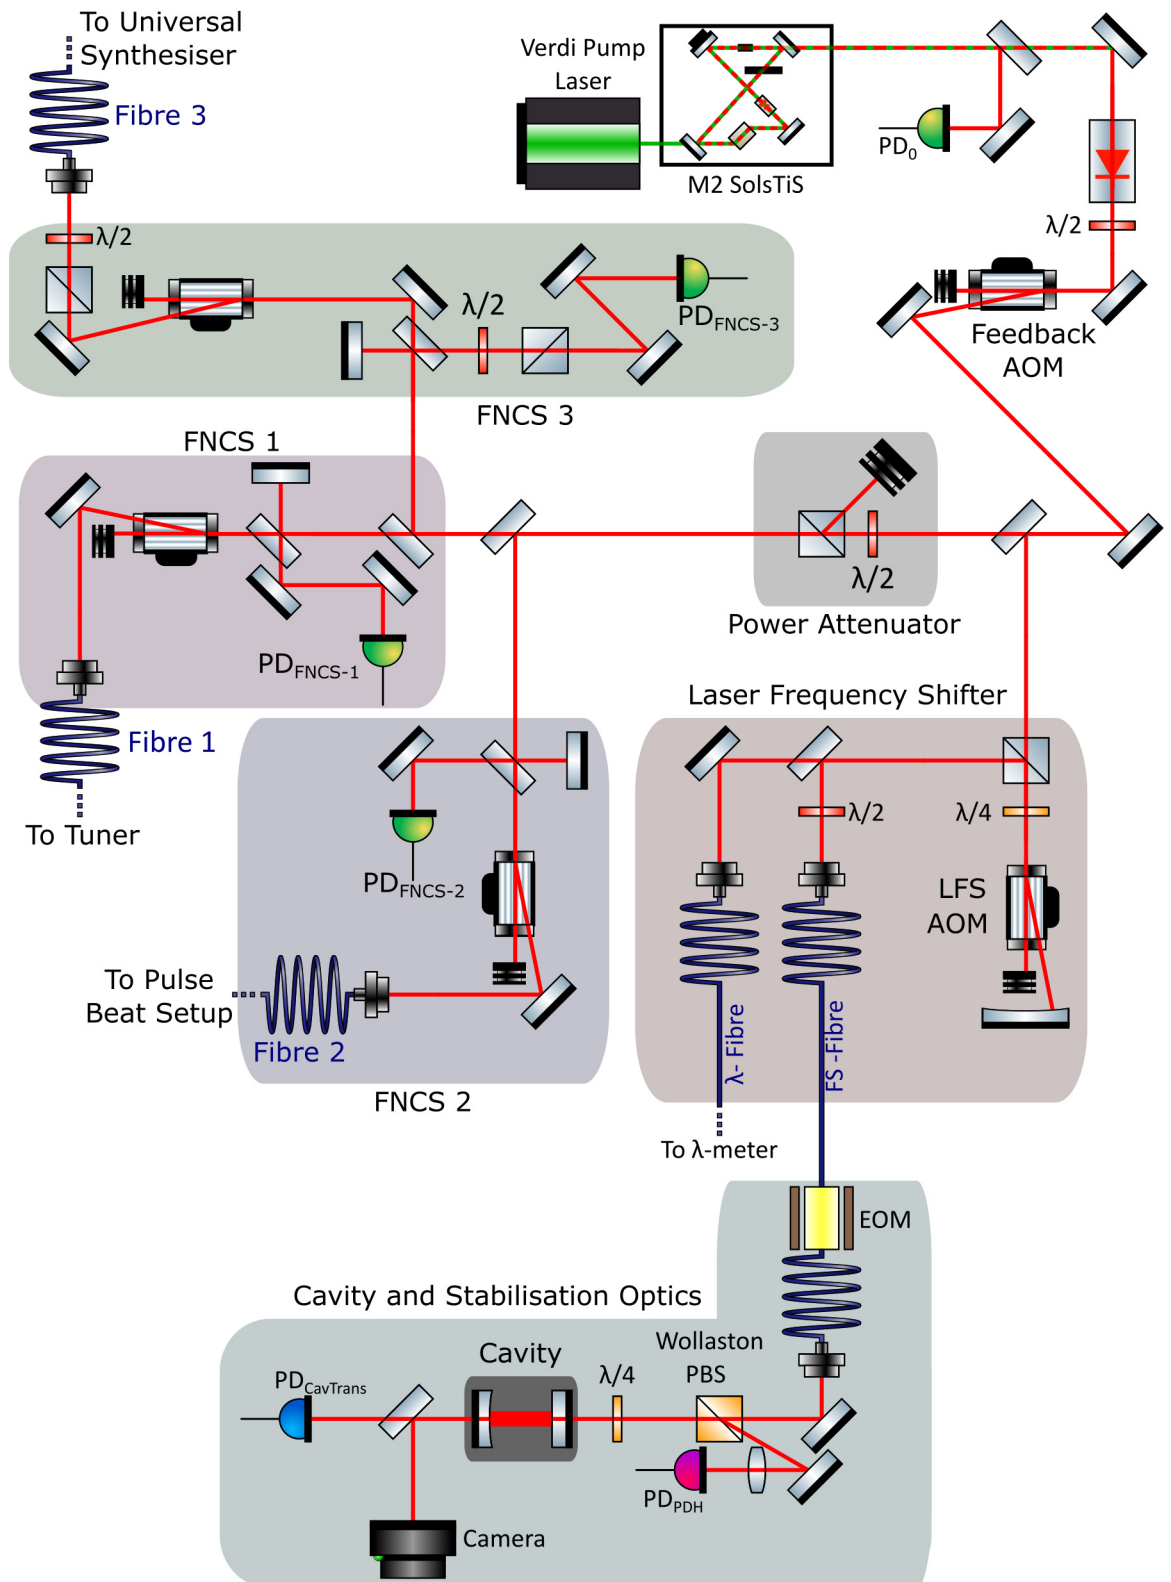 To Universal
Synthesiser
Fibre 3
Verdi Pump
Laser
M2 SolsTiS
PD0
λ/2
λ/2
λ/2
PDFNCS-3
Feedback
AOM
FNCS 3
FNCS 1
PDFNCS-1
λ/2
Power Attenuator
Fibre 1
To Tuner
Laser Frequency Shifter
λ/2
λ/4
PDFNCS-2
LFS
AOM
To Pulse
Beat Setup
Fibre 2
FNCS 2
λ- Fibre
FS -Fibre
To λ-meter
EOM
Cavity and Stabilisation Optics
Wollaston
PBS
Cavity
λ/4
PDCavTrans
PDPDH
Camera